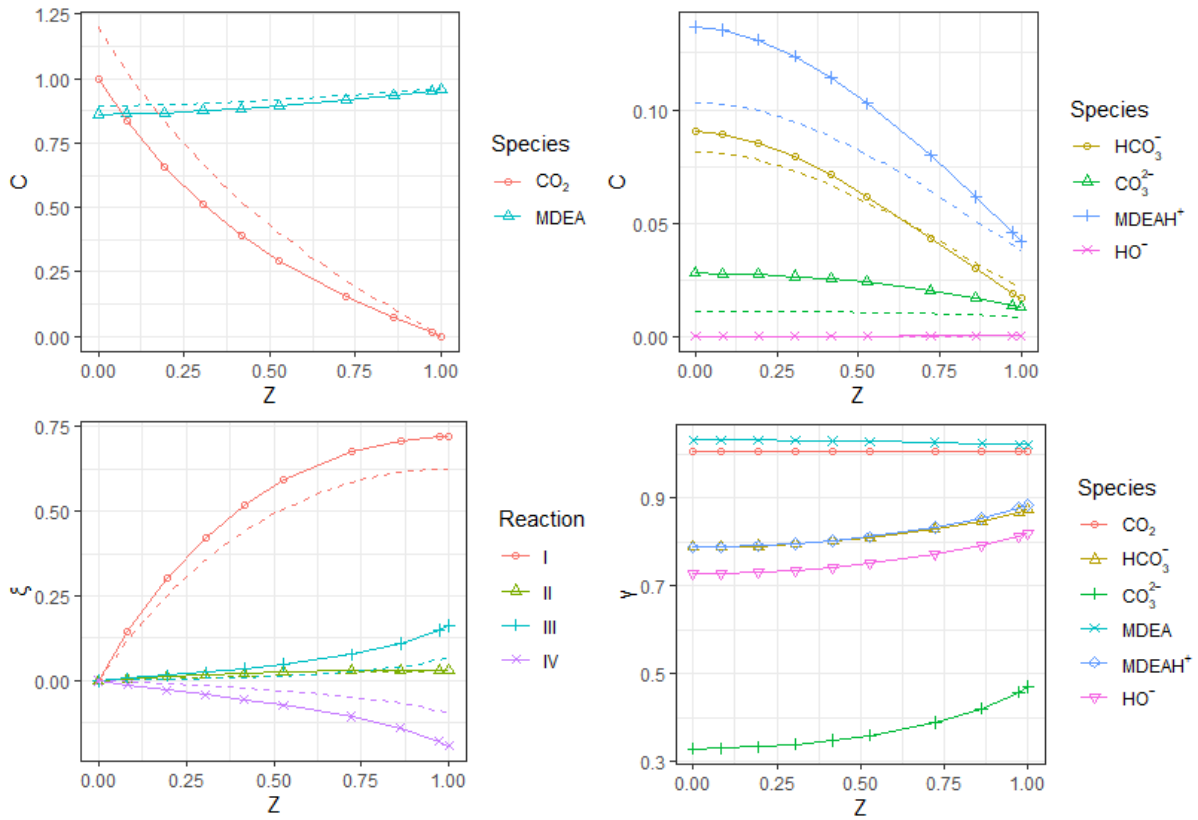 1.25
1.00
0.75
0.50
0.25
0.00
C
0.00 0.25 0.50 0.75 1.00
Z
Species
CO₂
MDEA
0.10
0.05
0.00
C
0.00 0.25 0.50 0.75 1.00
Z
Species
HCO₃⁻
CO₃²⁻
MDEAH⁺
HO⁻
0.75
0.50
0.25
0.00
ξ
0.00 0.25 0.50 0.75 1.00
Z
Reaction
I
II
III
IV
0.9
0.7
0.5
0.3
γ
0.00 0.25 0.50 0.75 1.00
Z
Species
CO₂
HCO₃⁻
CO₃²⁻
MDEA
MDEAH⁺
HO⁻